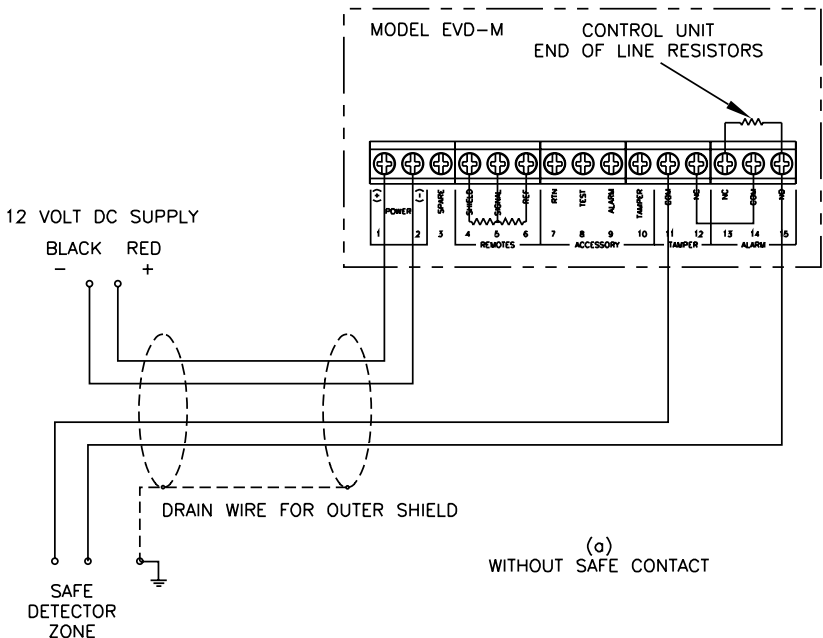 MODEL EVD-M
CONTROL UNIT
END OF LINE RESISTORS
(+) POWER (-) SPARE SHIELD SIGNAL REF RTN TEST ALARM TAMPER COM NC NC COM NO
1 2 3 4 5 6 7 8 9 10 11 12 13 14 15
REMOTES ACCESSORY TAMPER ALARM
12 VOLT DC SUPPLY
BLACK RED
- +
DRAIN WIRE FOR OUTER SHIELD
(a)
WITHOUT SAFE CONTACT
SAFE
DETECTOR
ZONE